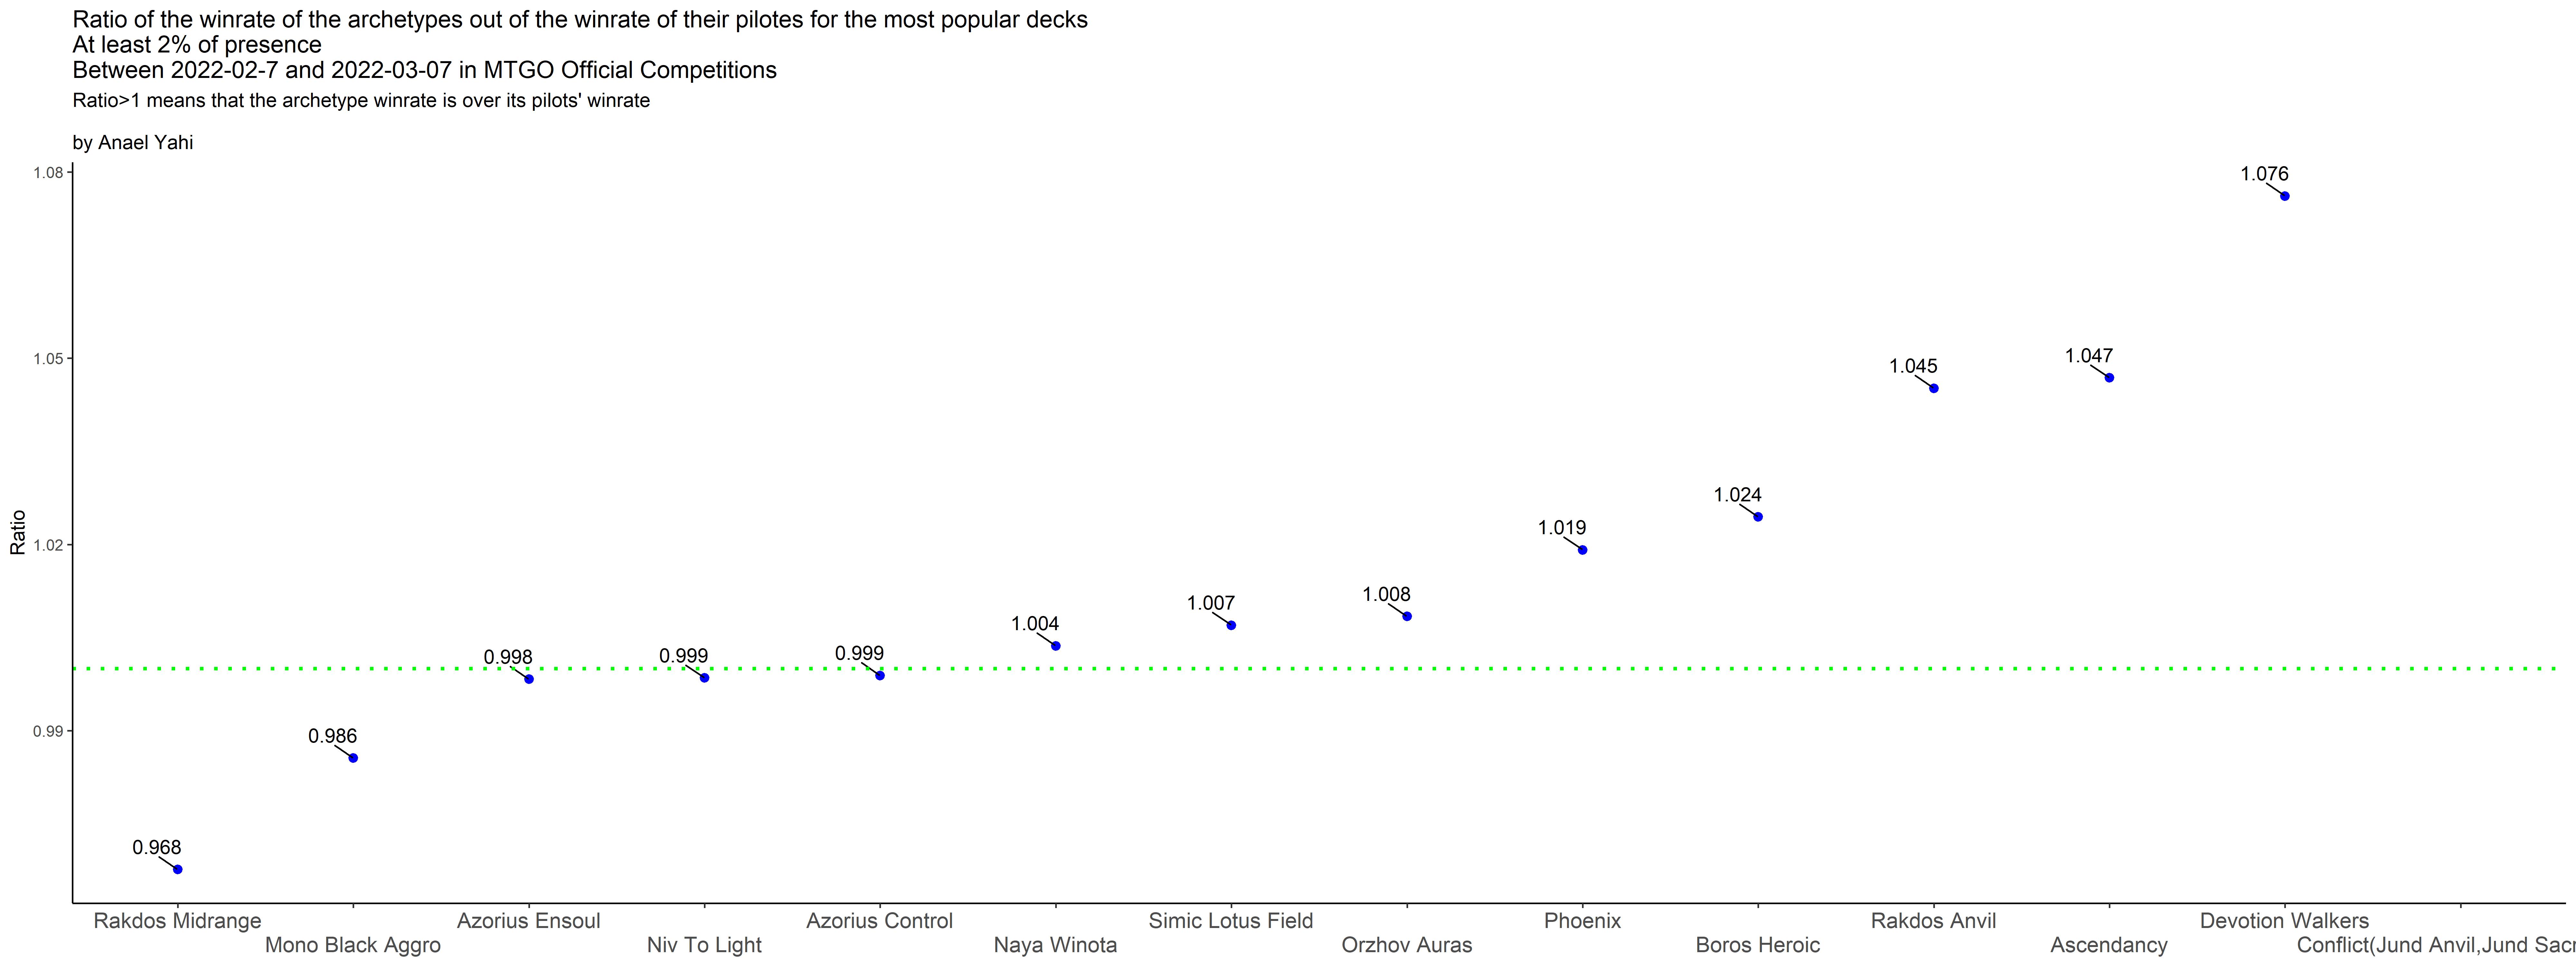 Ratio of the winrate of the archetypes out of the winrate of their pilotes for the most popular decks
At least 2% of presence
Between 2022-02-7 and 2022-03-07 in MTGO Official Competitions
Ratio>1 means that the archetype winrate is over its pilots' winrate
by Anael Yahi
1.08
1.05
1.02
0.99
Ratio
0.968
0.986
0.998
0.999
0.999
1.004
1.007
1.008
1.019
1.024
1.045
1.047
1.076
Rakdos Midrange
Mono Black Aggro
Azorius Ensoul
Niv To Light
Azorius Control
Naya Winota
Simic Lotus Field
Orzhov Auras
Phoenix
Boros Heroic
Rakdos Anvil
Ascendancy
Devotion Walkers
Conflict(Jund Anvil,Jund